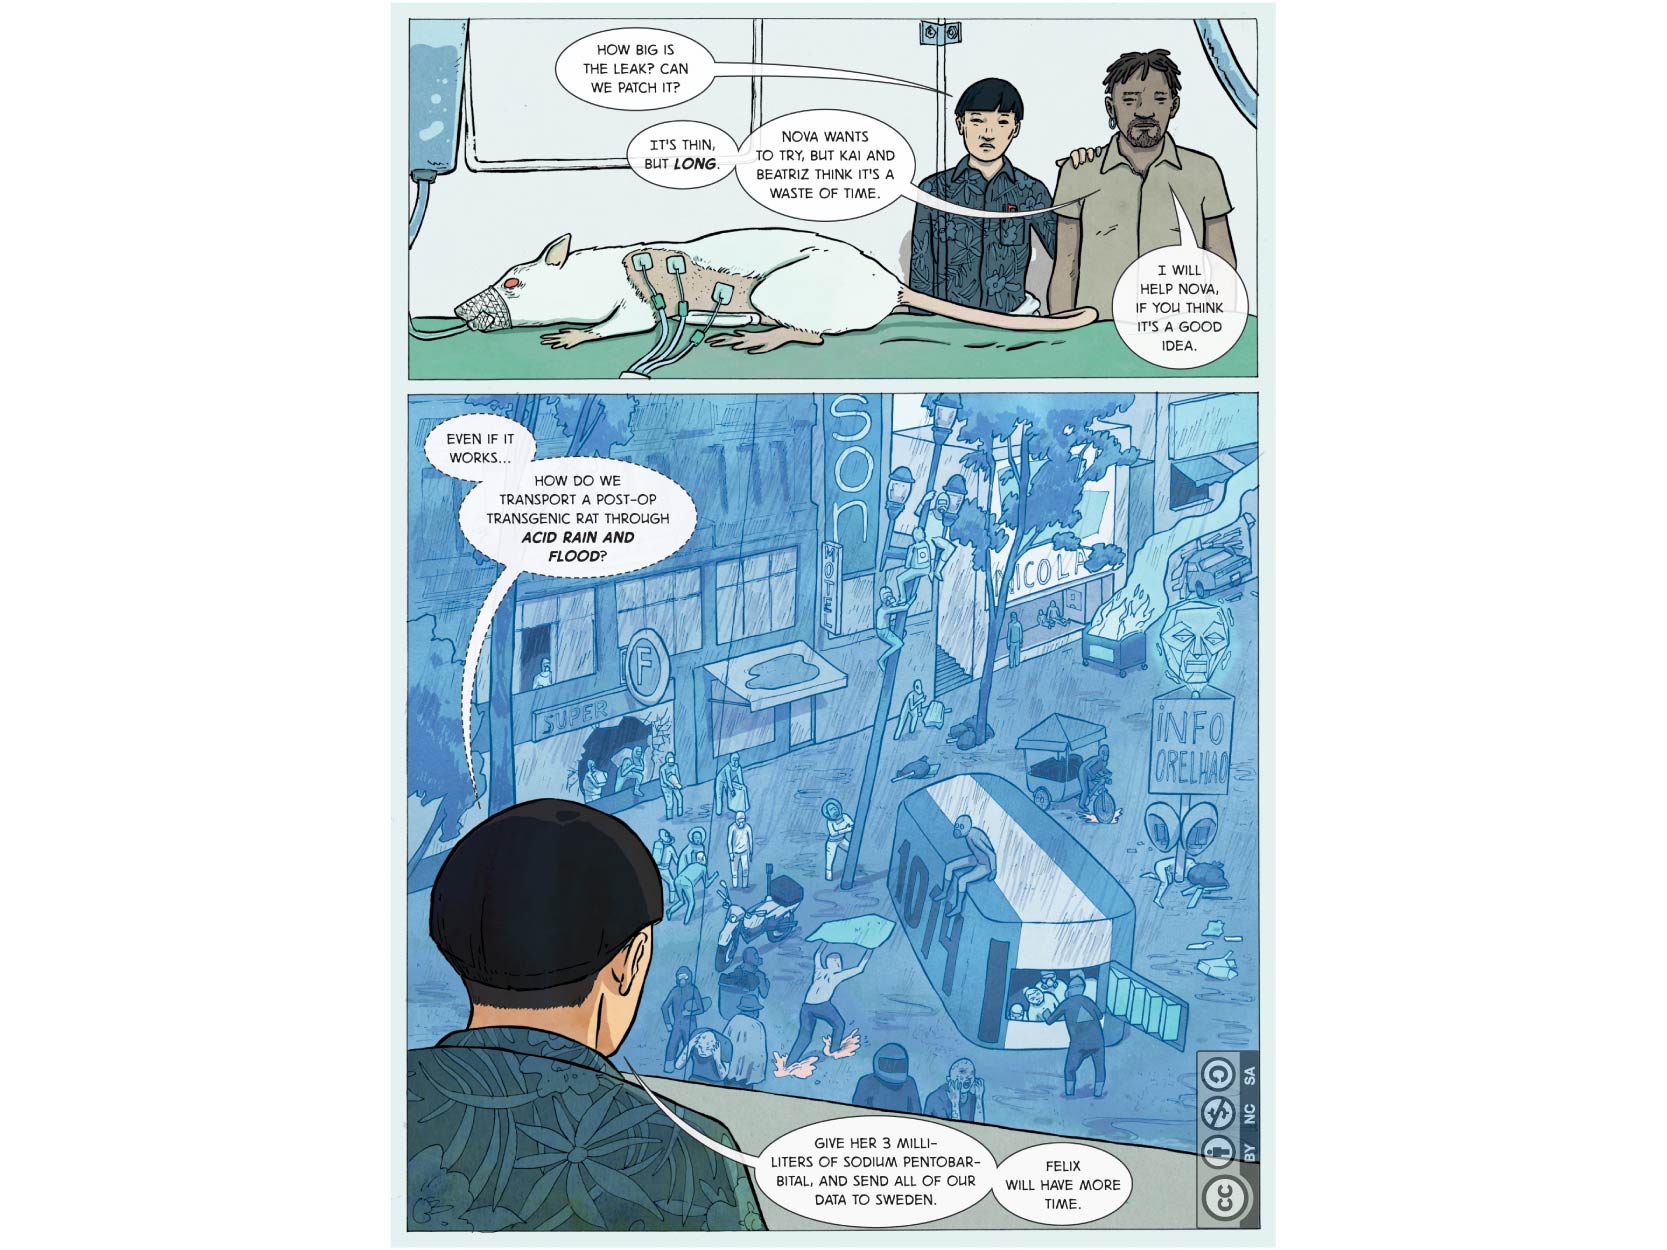 HOW BIG IS
THE LEAK? CAN
WE PATCH IT?
IT'S THIN,
BUT LONG.
NOVA WANTS
TO TRY, BUT KAI AND
BEATRIZ THINK IT'S A
WASTE OF TIME.
I WILL
HELP NOVA,
IF YOU THINK
IT'S A GOOD
IDEA.
EVEN IF IT
WORKS...
HOW DO WE
TRANSPORT A POST-OP
TRANSGENIC RAT THROUGH
ACID RAIN AND
FLOOD?
SON
MOTEL
NICOLA
F
SUPER
INFO
ORELHAO
1014
GIVE HER 3 MILLI-
LITERS OF SODIUM PENTOBAR-
BITAL, AND SEND ALL OF OUR
DATA TO SWEDEN.
FELIX
WILL HAVE MORE
TIME.
cc
BY NC SA